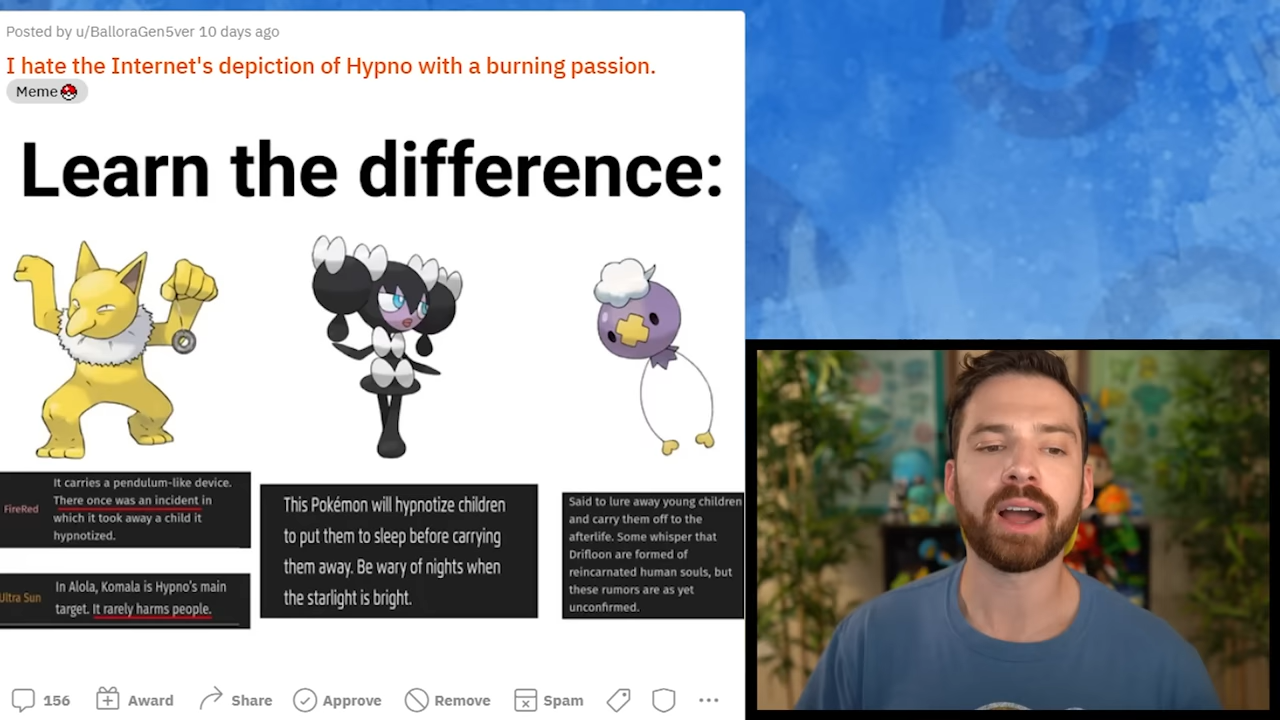 Posted by u/BalloraGen5ver 10 days ago
I hate the Internet's depiction of Hypno with a burning passion.
Meme
Learn the difference:
FireRed
It carries a pendulum-like device.
There once was an incident in
which it took away a child it
hypnotized.
Ultra Sun
In Alola, Komala is Hypno's main
target. It rarely harms people.
This Pokémon will hypnotize children
to put them to sleep before carrying
them away. Be wary of nights when
the starlight is bright.
Said to lure away young children
and carry them off to the
afterlife. Some whisper that
Drifloon are formed of
reincarnated human souls, but
these rumors are as yet
unconfirmed.
156 Award Share Approve Remove Spam